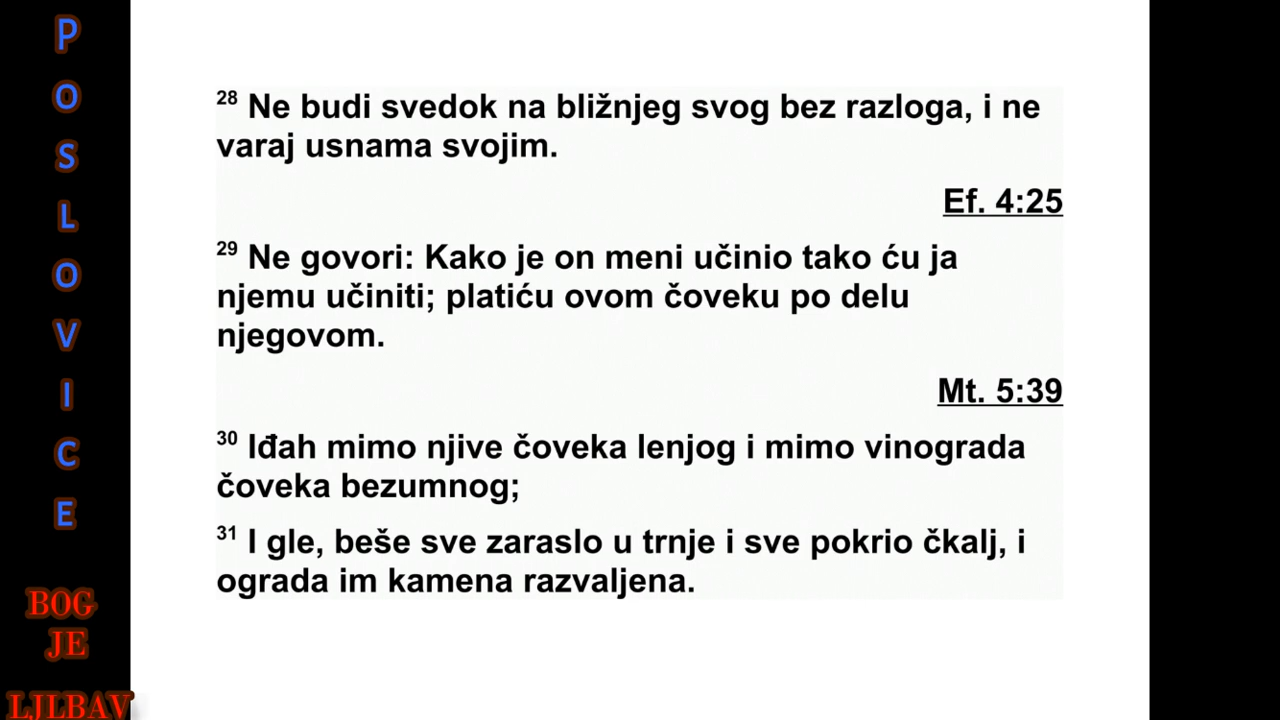 POSLOVICE
BOG
JE
LJLBAV
28 Ne budi svedok na bližnjeg svog bez razloga, i ne
varaj usnama svojim.
Ef. 4:25
29 Ne govori: Kako je on meni učinio tako ću ja
njemu učiniti; platiću ovom čoveku po delu
njegovom.
Mt. 5:39
30 Iđah mimo njive čoveka lenjog i mimo vinograda
čoveka bezumnog;
31 I gle, beše sve zaraslo u trnje i sve pokrio čkalj, i
ograda im kamena razvaljena.